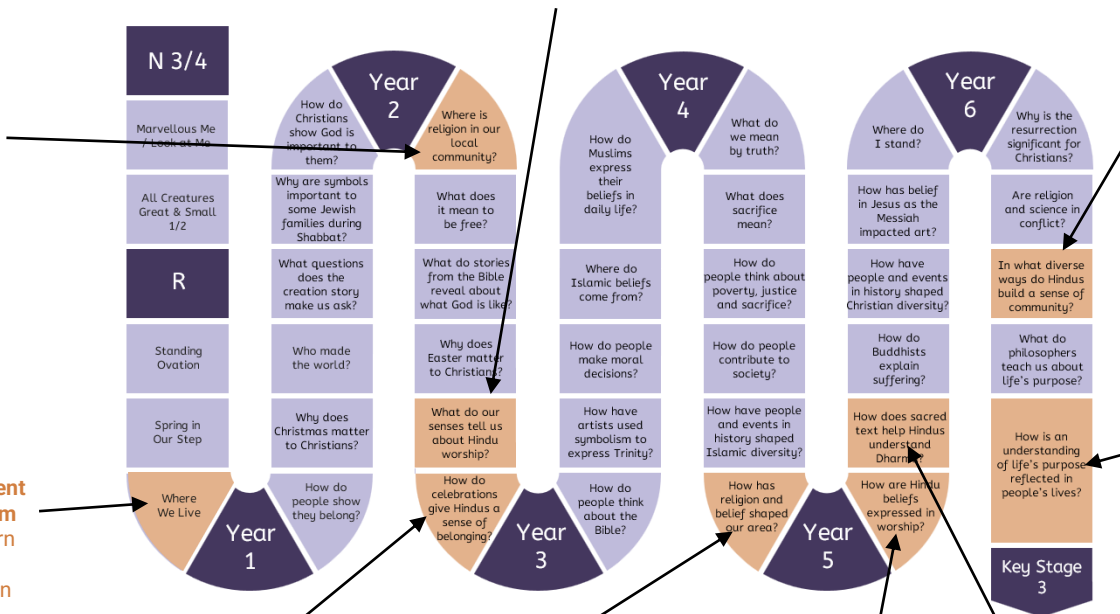 N 3/4
Marvellous Me
/ Look at Me
All Creatures
Great & Small
1/2
R
Standing
Ovation
Spring in
Our Step
ent
m
rn
n
Where
We Live
Year
1
How do
people show
they belong?
Why does
Christmas matter
to Christians?
Who made
the world?
What questions
does the
creation story
make us ask?
Why are symbols
important to
some Jewish
families during
Shabbat?
How do
Christians
show God is
important to
them?
Year
2
Where is
religion in our
local
community?
What does
it mean to
be free?
What do stories
from the Bible
reveal about
what God is like?
Why does
Easter matter
to Christians?
What do our
senses tell us
about Hindu
worship?
How do
celebrations
give Hindus a
sense of
belonging?
Year
3
How do
people think
about the
Bible?
How have
artists used
symbolism to
express Trinity?
How do people
make moral
decisions?
Where do
Islamic beliefs
come from?
How do
Muslims
express
their
beliefs in
daily life?
Year
4
What do
we mean
by truth?
What does
sacrifice
mean?
How do
people think about
poverty, justice
and sacrifice?
How do people
contribute to
society?
How have people
and events in
history shaped
Islamic diversity?
How has
religion and
belief shaped
our area?
Year
5
How are Hindu
beliefs
expressed in
worship?
How does sacred
text help Hindus
understand
Dharma?
How do
Buddhists
explain
suffering?
How have
people and events
in history shaped
Christian diversity?
How has belief
in Jesus as the
Messiah
impacted art?
Where do
I stand?
Year
6
Why is the
resurrection
significant for
Christians?
Are religion
and science in
conflict?
In what diverse
ways do Hindus
build a sense of
community?
What do
philosophers
teach us about
life's purpose?
How is an
understanding
of life's purpose
reflected in
people's lives?
Key Stage
3